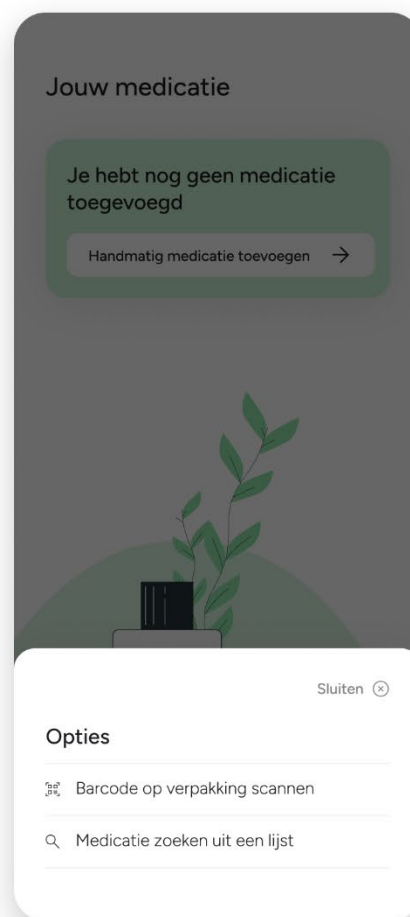 Jouw medicatie
Je hebt nog geen medicatie
toegevoegd
Handmatig medicatie toevoegen
Sluiten
Opties
Barcode op verpakking scannen
Medicatie zoeken uit een lijst